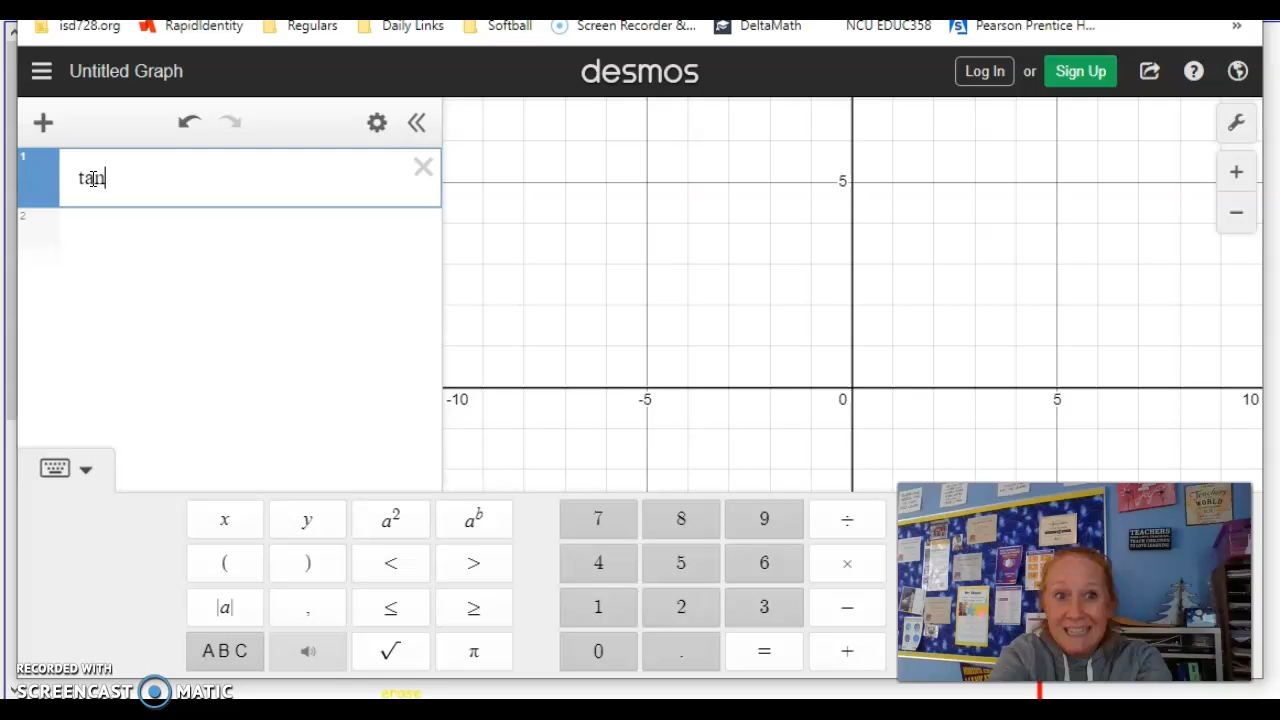 isd728.org RapidIdentity Regulars Daily Links Softball Screen Recorder &... DeltaMath NCU EDUC358 Pearson Prentice H... »
Untitled Graph desmos Log In or Sign Up
1 tan
2
5
-10 -5 0 5 10
x y a² aᵇ 7 8 9 ÷
( ) < > 4 5 6 ×
|a| , ≤ ≥ 1 2 3 −
A B C √ π 0 . = +
TEACHERS
RECORDED WITH
SCREENCAST MATIC
erose